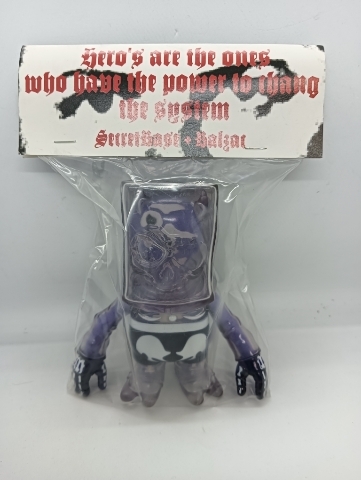 Hero's are the ones
who have the power to chang
the system
SecretBase + Balzac